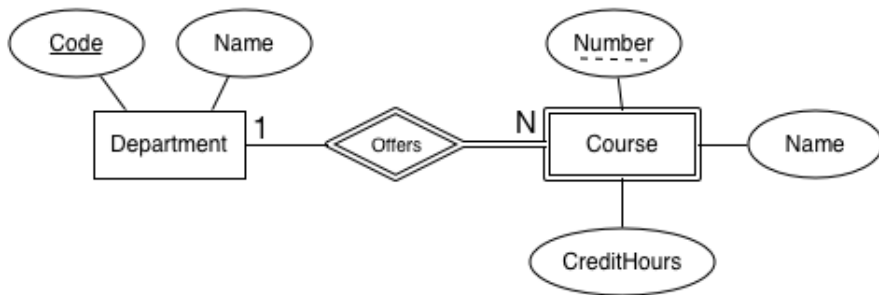 Code
Name
Number
1
N
Department
Offers
Course
Name
CreditHours